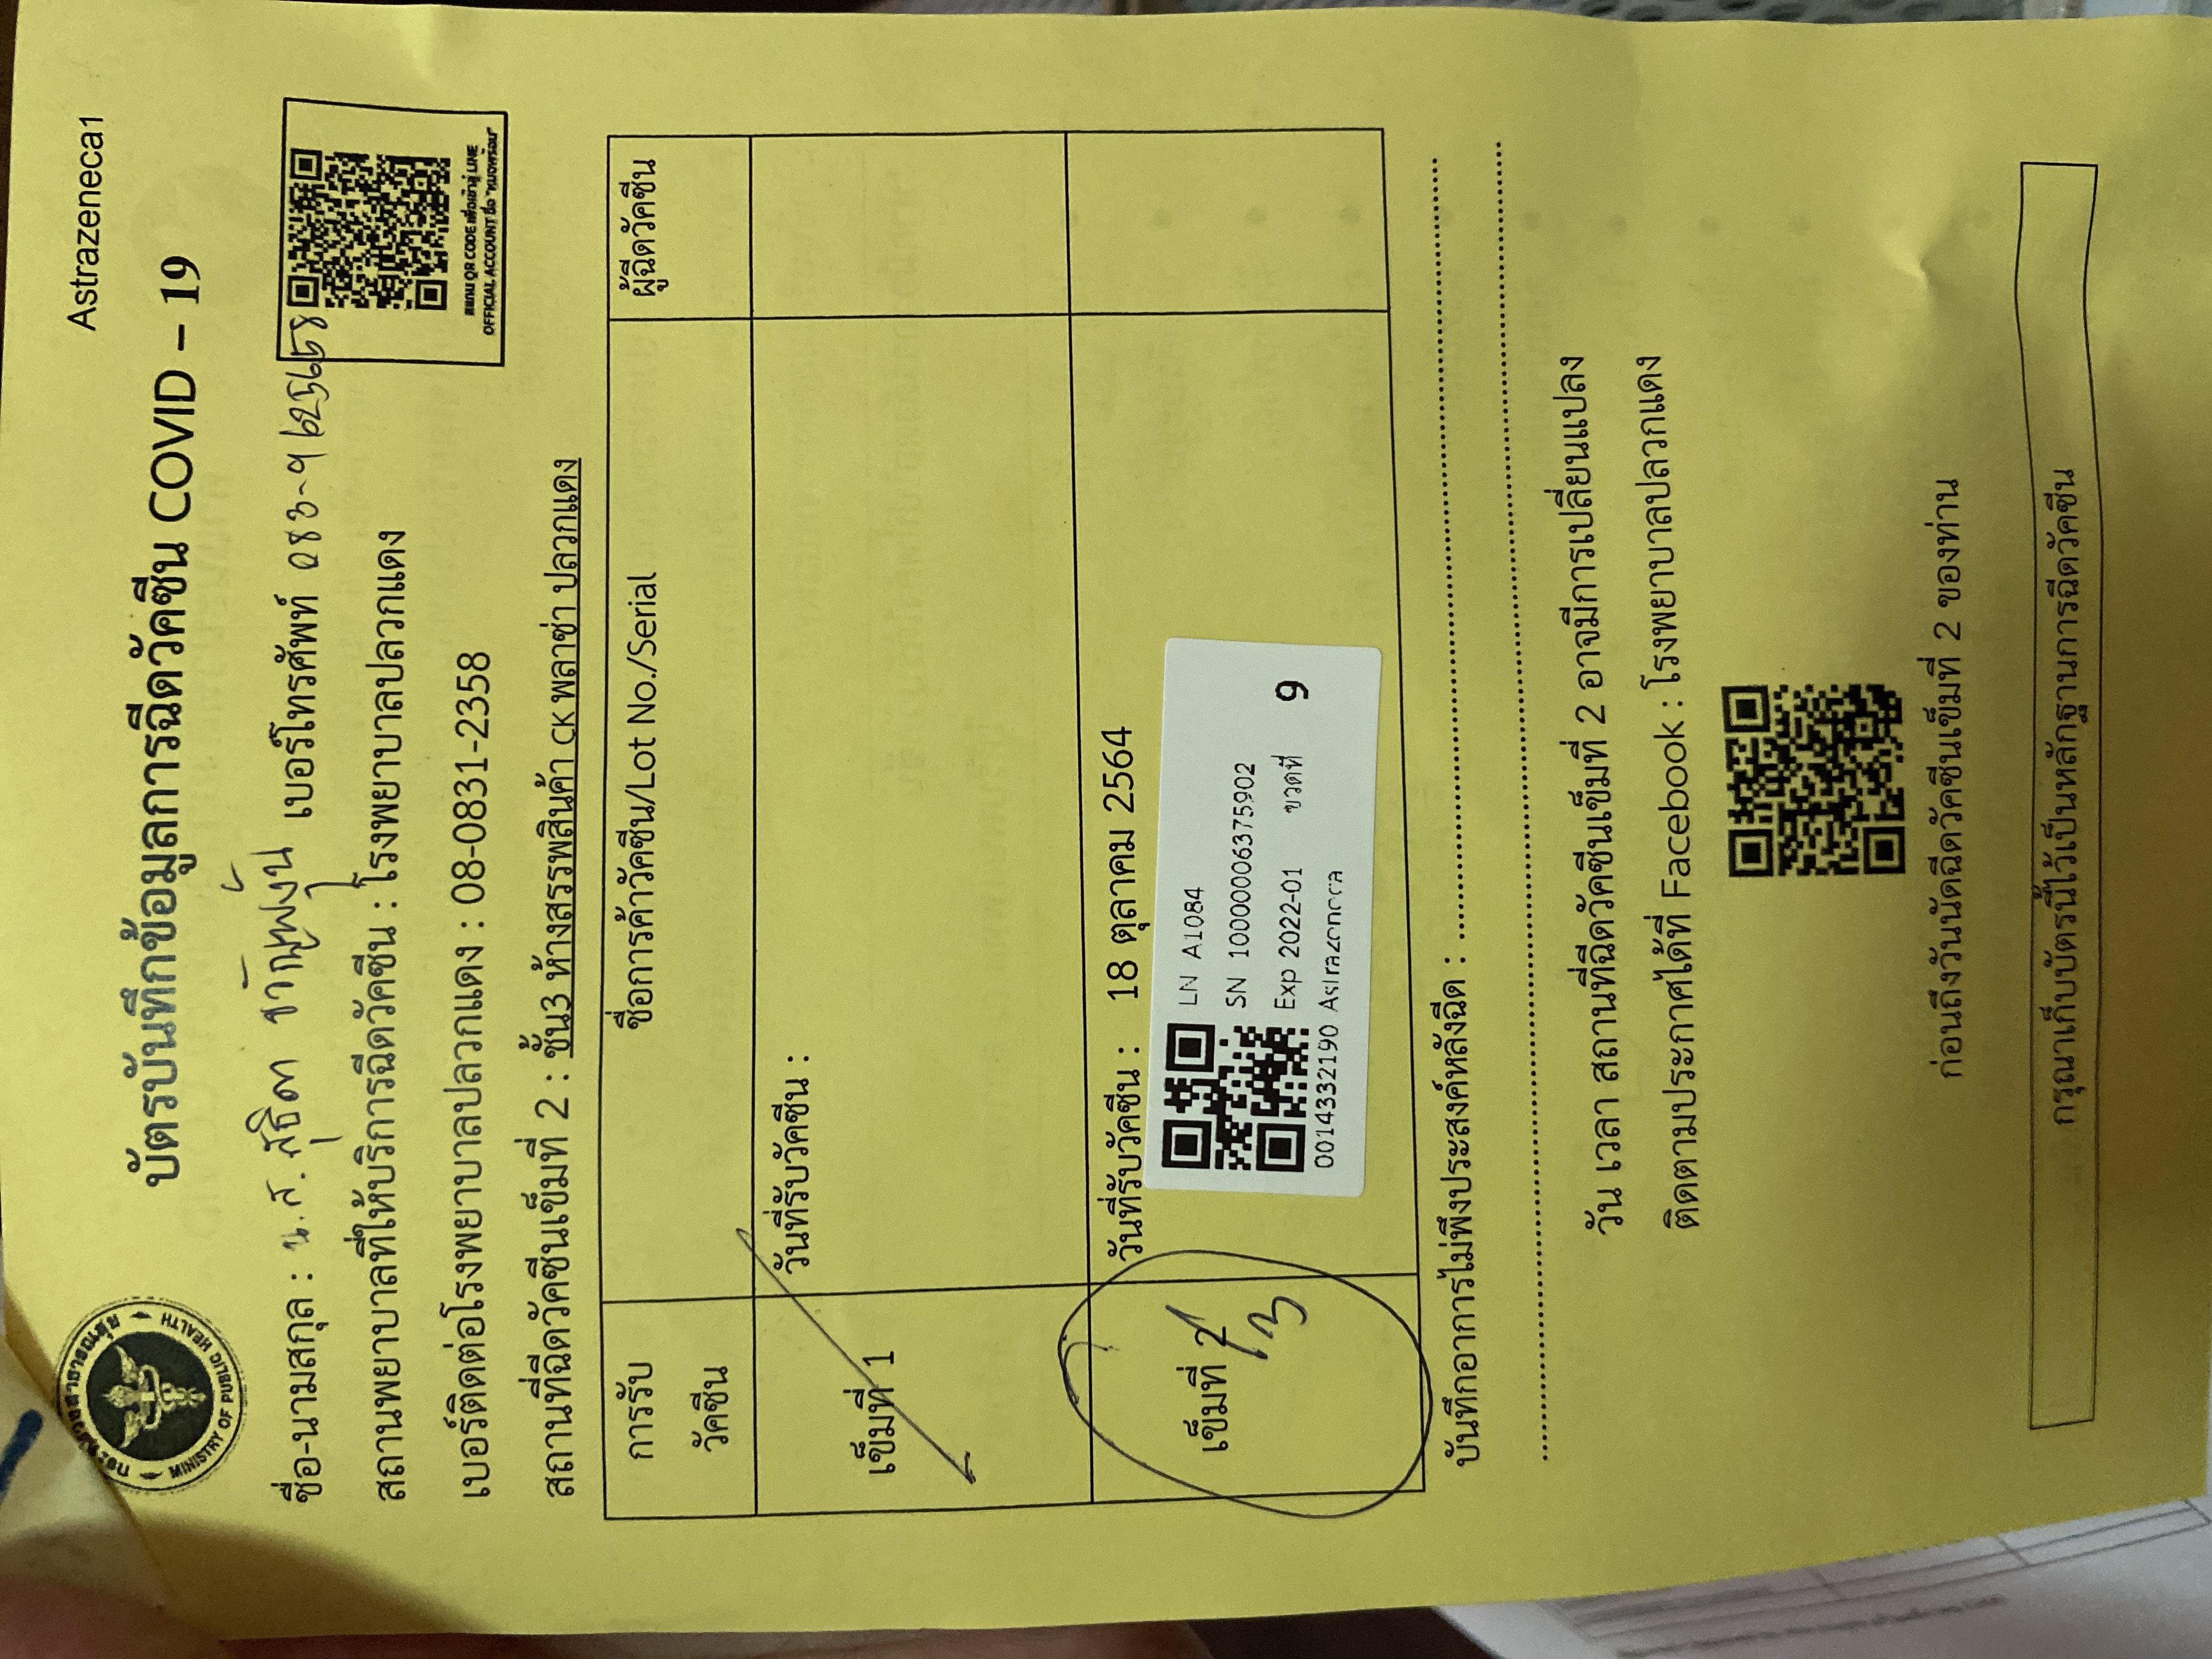 Astrazeneca1
กระทรวงสาธารณสุข
MINISTRY OF PUBLIC HEALTH
บัตรบันทึกข้อมูลการฉีดวัคซีน COVID – 19
ชื่อ-นามสกุล : น.ส. สุธิดา เบอร์โทรศัพท์ 083-9625658
สแกน QR CODE เพื่อเข้าสู่ LINE
OFFICIAL ACCOUNT ชื่อ "หมอพร้อม"
สถานพยาบาลที่ให้บริการฉีดวัคซีน : โรงพยาบาลปลวกแดง
เบอร์ติดต่อโรงพยาบาลปลวกแดง : 08-0831-2358
สถานที่ฉีดวัคซีนเข็มที่ 2 : ชั้น3 ห้างสรรพสินค้า CK พลาซ่า ปลวกแดง
การรับ
วัคซีน
ชื่อการค้าวัคซีน/Lot No./Serial
ผู้ฉีดวัคซีน
เข็มที่ 1
วันที่รับวัคซีน :
เข็มที่ 2
3
วันที่รับวัคซีน : 18 ตุลาคม 2564
LN A1084
SN 10000006375902
Exp 2022-01 ขวดที่ 9
0014332190 Astrazeneca
บันทึกอาการไม่พึงประสงค์หลังฉีด :
วัน เวลา สถานที่ฉีดวัคซีนเข็มที่ 2 อาจมีการเปลี่ยนแปลง
ติดตามประกาศได้ที่ Facebook : โรงพยาบาลปลวกแดง
ก่อนถึงวันนัดฉีดวัคซีนเข็มที่ 2 ของท่าน
กรุณาเก็บบัตรนี้ไว้เป็นหลักฐานการฉีดวัคซีน